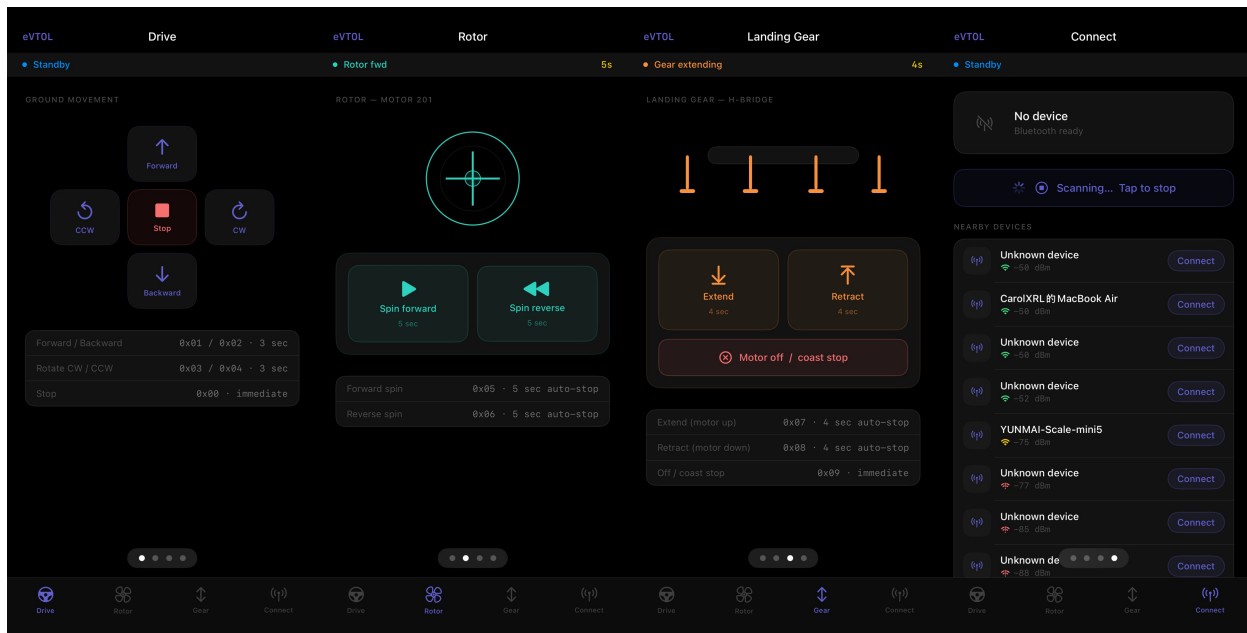 eVTOL
Drive
Standby
GROUND MOVEMENT
Forward
CCW
Stop
CW
Backward
Forward / Backward 0x01 / 0x02 · 3 sec
Rotate CW / CCW 0x03 / 0x04 · 3 sec
Stop 0x00 · immediate
Drive Rotor Gear Connect
eVTOL
Rotor
Rotor fwd 5s
ROTOR — MOTOR 201
Spin forward
5 sec
Spin reverse
5 sec
Forward spin 0x05 · 5 sec auto-stop
Reverse spin 0x06 · 5 sec auto-stop
Drive Rotor Gear Connect
eVTOL
Landing Gear
Gear extending 4s
LANDING GEAR — H-BRIDGE
Extend
4 sec
Retract
4 sec
Motor off / coast stop
Extend (motor up) 0x07 · 4 sec auto-stop
Retract (motor down) 0x08 · 4 sec auto-stop
Off / coast stop 0x09 · immediate
Drive Rotor Gear Connect
eVTOL
Connect
Standby
No device
Bluetooth ready
Scanning... Tap to stop
NEARBY DEVICES
Unknown device
-50 dBm
Connect
CarolXRL的MacBook Air
-50 dBm
Connect
Unknown device
-50 dBm
Connect
Unknown device
-52 dBm
Connect
YUNMAI-Scale-mini5
-75 dBm
Connect
Unknown device
-77 dBm
Connect
Unknown device
-85 dBm
Connect
Unknown de
-88 dBm
Connect
Drive Rotor Gear Connect